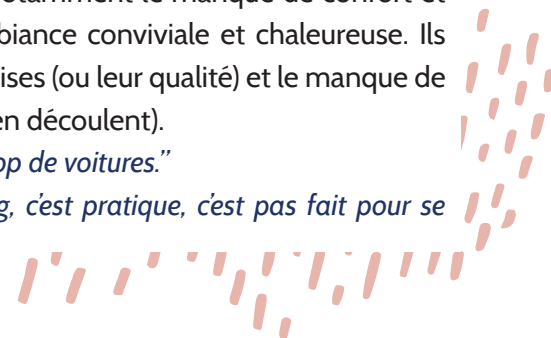 notamment le manque de confort et
biance conviviale et chaleureuse. Ils
ises (ou leur qualité) et le manque de
en découlent).
op de voitures.”
g, c'est pratique, c'est pas fait pour se